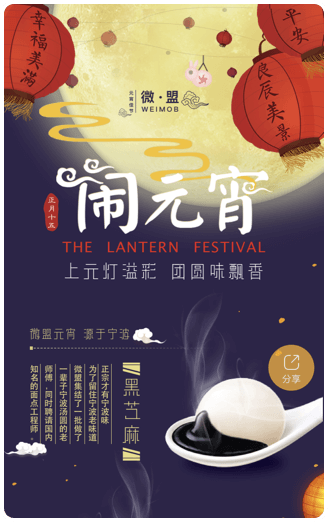 幸福美满
平安
良辰美景
元宵佳节
微·盟
WEIMOB
正月十五
闹元宵
THE LANTERN FESTIVAL
上元灯溢彩 团圆味飘香
微盟元宵 源于宁波
黑芝麻
正宗才有宁波味
为了留住宁波老味道
微盟集结了一批做了
一辈子宁波汤圆的老
师傅,同时聘请国内
知名的面点工程师。
分享